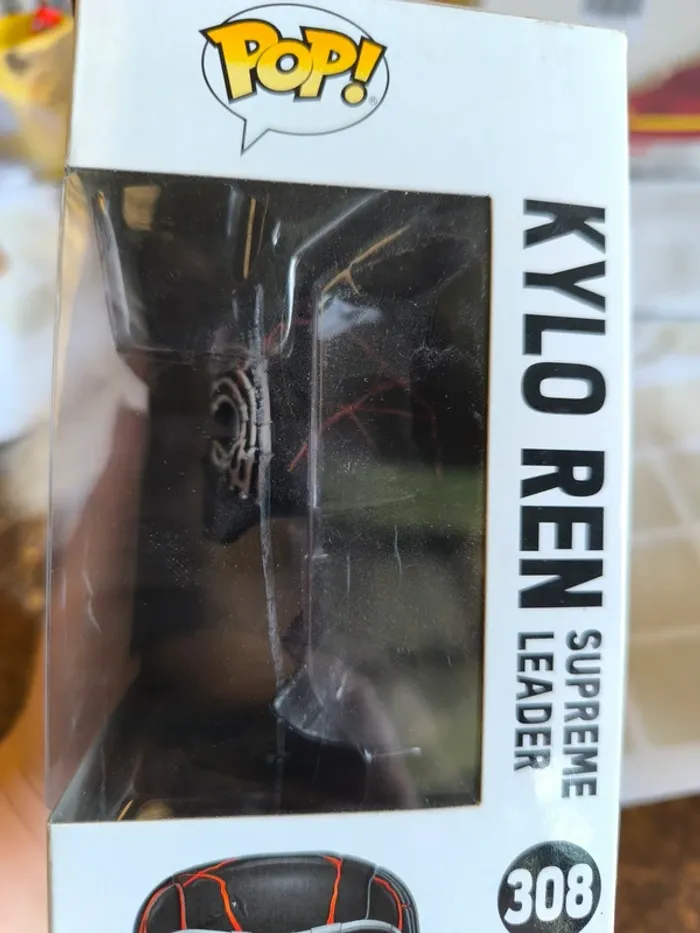 POP!
KYLO REN
SUPREME
LEADER
308